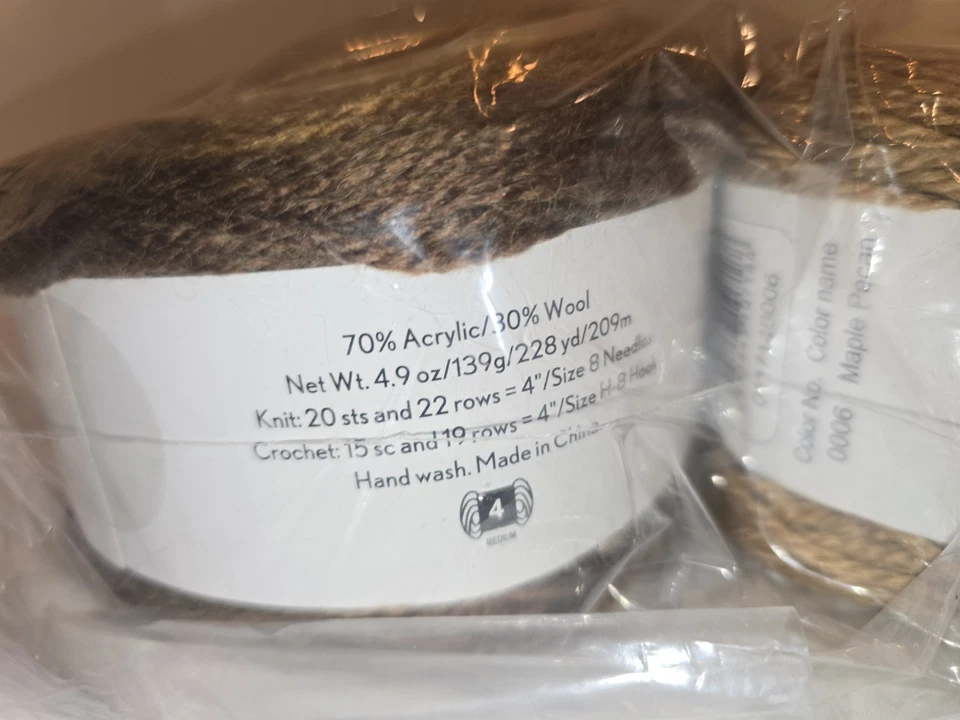 70% Acrylic/30% Wool
Net Wt. 4.9 oz/139g/228 yd/209m
Knit: 20 sts and 22 rows = 4"/Size 8 Needles
Crochet: 15 sc and 19 rows = 4"/Size H-8 Hook
Hand wash. Made in China.
4
MEDIUM
Color No. Color name
0006 Maple Pecan